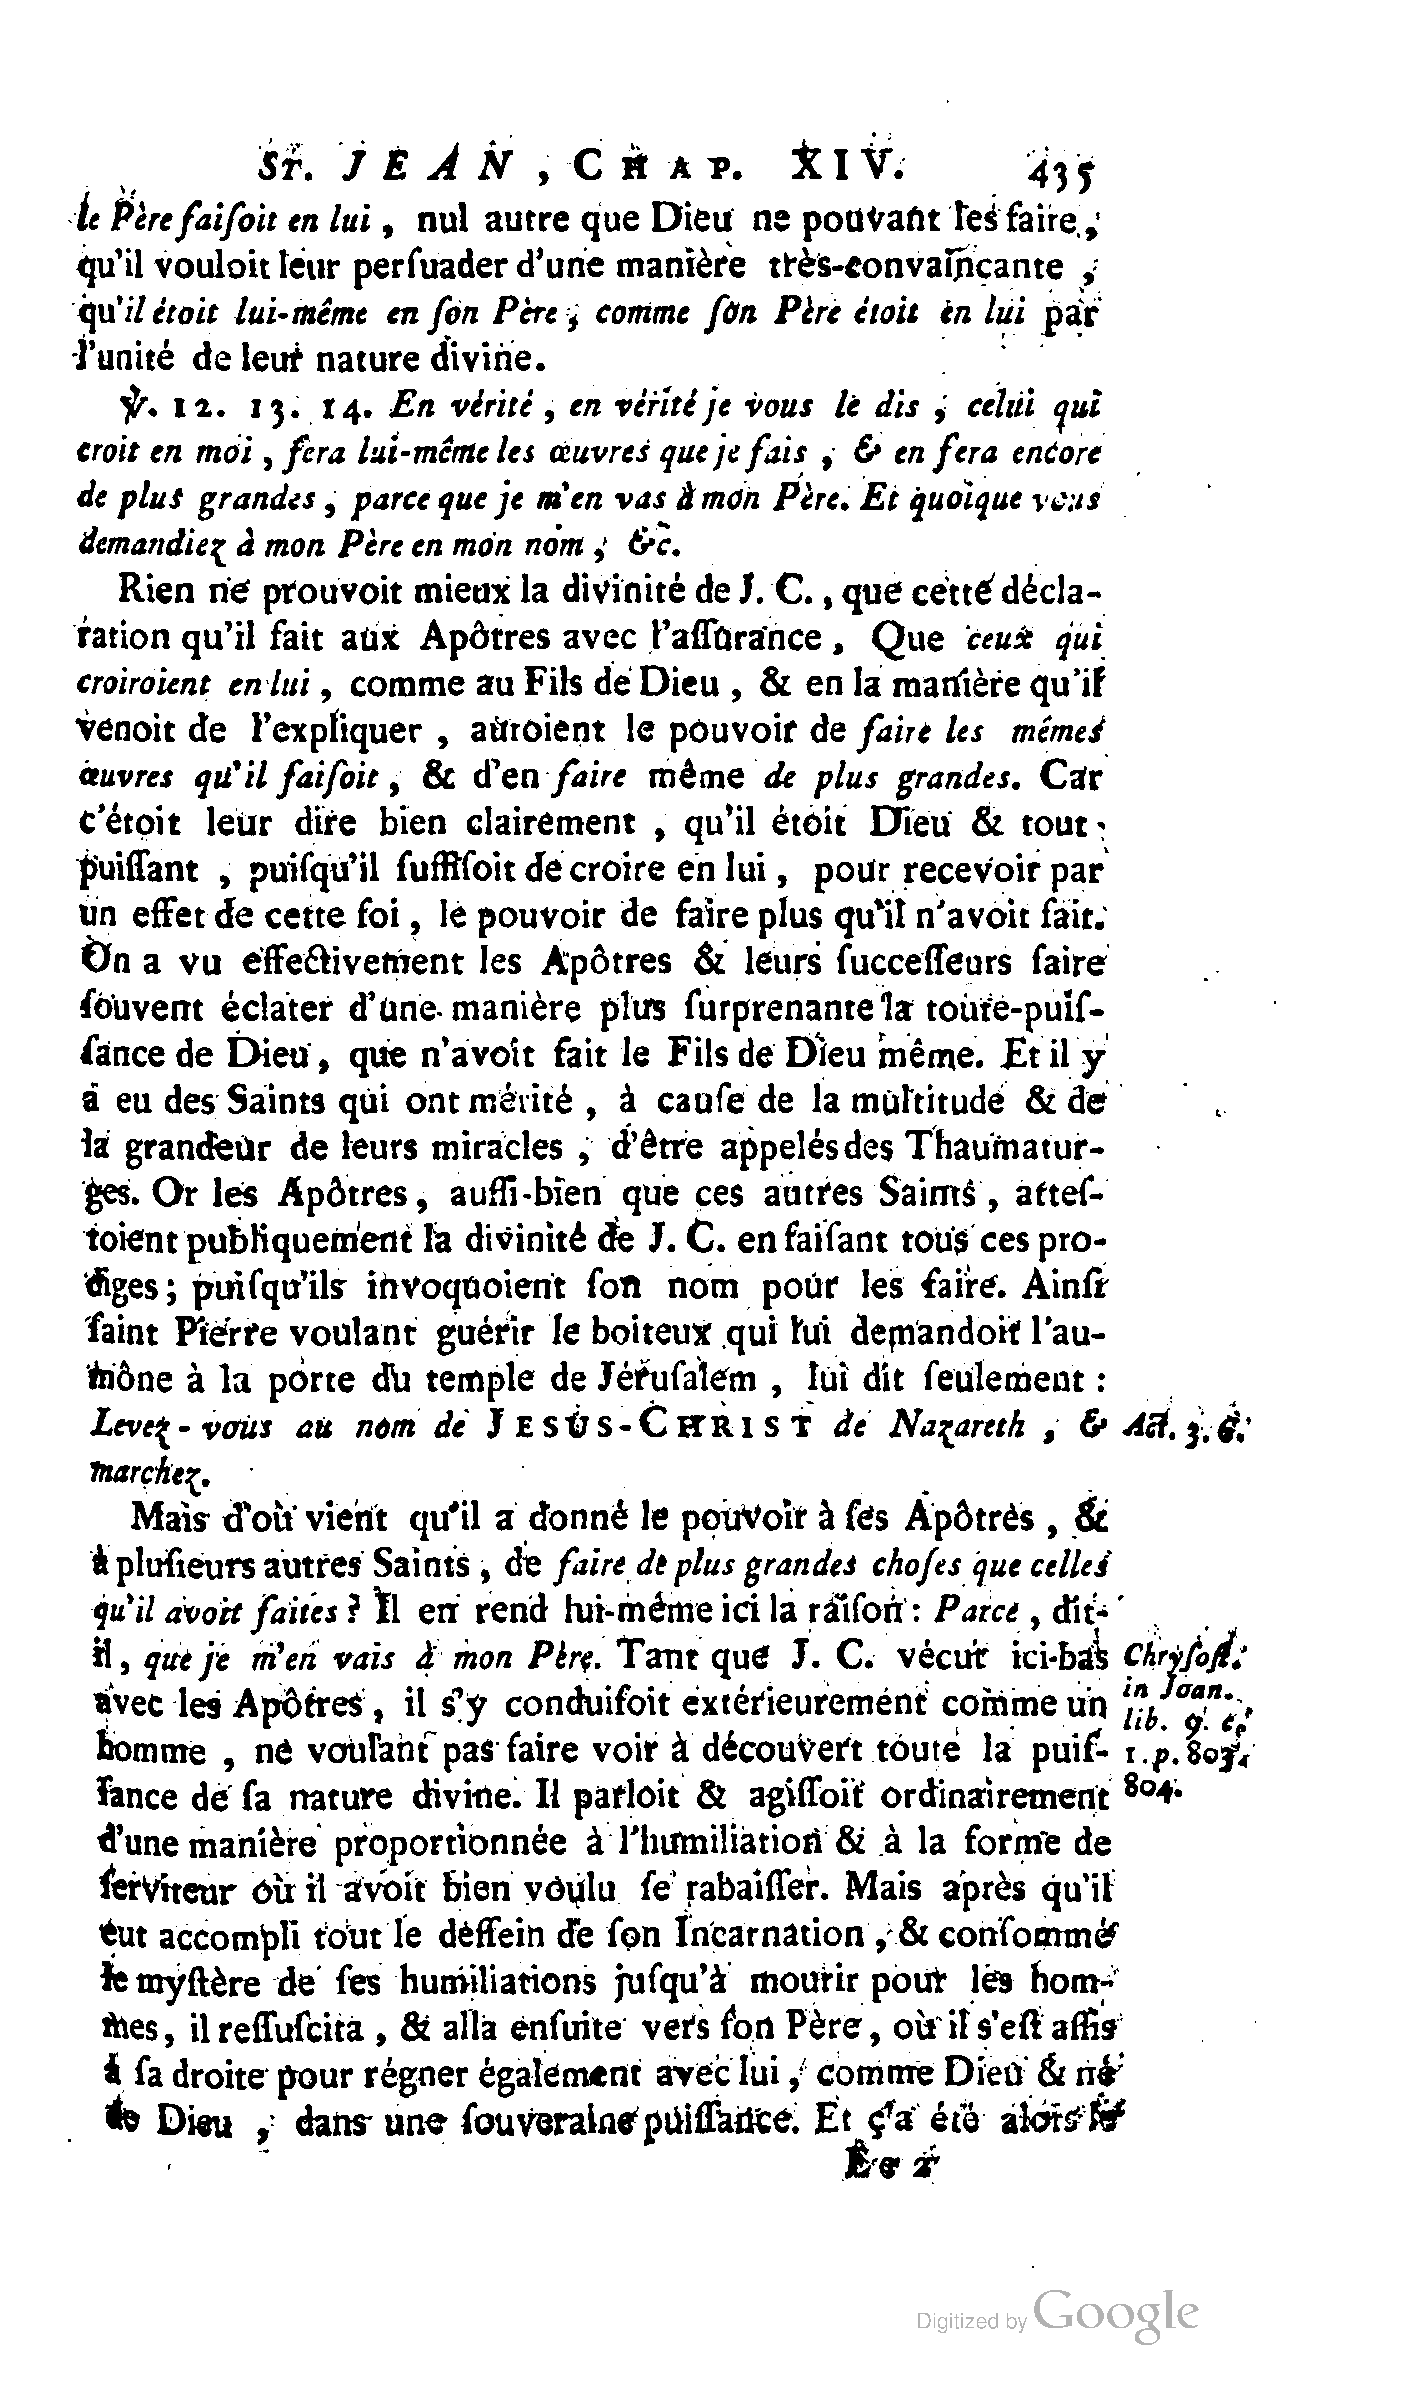 St. JEAN, CHAP. XIV. 435
le Père faiſoit en lui, nul autre que Dieu ne pouvant les faire,
qu'il vouloit leur perſuader d'une manière très-convainçante,
qu'il étoit lui-même en ſon Père, comme ſon Père étoit en lui par
l'unité de leur nature divine.
℣. 12. 13. 14. En vérité, en vérité je vous le dis, celui qui
croit en moi, fera lui-même les œuvres que je fais, & en fera encore
de plus grandes, parce que je m'en vas à mon Père. Et quoique vous
demandiez à mon Père en mon nom, &c.
Rien ne prouvoit mieux la divinité de J. C., que cette décla-
ration qu'il fait aux Apôtres avec l'aſſurance, Que ceux qui
croiroient en lui, comme au Fils de Dieu, & en la manière qu'il
venoit de l'expliquer, auroient le pouvoir de faire les mémes
œuvres qu'il faiſoit, & d'en faire même de plus grandes. Car
c'étoit leur dire bien clairement, qu'il étoit Dieu & tout
puiſſant, puiſqu'il ſuffiſoit de croire en lui, pour recevoir par
un effet de cette foi, le pouvoir de faire plus qu'il n'avoit fait.
On a vu effectivement les Apôtres & leurs ſucceſſeurs faire
ſouvent éclater d'une manière plus ſurprenante la toute-puiſ-
ſance de Dieu, que n'avoit fait le Fils de Dieu même. Et il y
a eu des Saints qui ont mérité, à cauſe de la multitude & de
la grandeur de leurs miracles, d'être appelés des Thaumatur-
ges. Or les Apôtres, auſſi-bien que ces autres Saints, atteſ-
toient publiquement la divinité de J. C. en faiſant tous ces pro-
diges; puiſqu'ils invoquoient ſon nom pour les faire. Ainſi
ſaint Pierre voulant guérir le boiteux qui lui demandoit l'au-
mône à la porte du temple de Jéruſalem, lui dit ſeulement :
Levez-vous au nom de JESUS-CHRIST de Nazareth, & Act. 3. 6.
marchez.
Mais d'où vient qu'il a donné le pouvoir à ſes Apôtres, &
à pluſieurs autres Saints, de faire de plus grandes choſes que celles
qu'il avoit faites ? Il en rend lui-même ici la raiſon : Parce, dit-
il, que je m'en vais à mon Père. Tant que J. C. vécut ici-bas
avec les Apôtres, il s'y conduiſoit extérieurement comme un
homme, ne voulant pas faire voir à découvert toute la puiſ-
ſance de ſa nature divine. Il parloit & agiſſoit ordinairement
d'une manière proportionnée à l'humiliation & à la forme de
ſerviteur où il avoit bien voulu ſe rabaiſſer. Mais après qu'il
eut accompli tout le deſſein de ſon Incarnation, & conſommé
le myſtère de ſes humiliations juſqu'à mourir pour les hom-
mes, il reſſuſcita, & alla enſuite vers ſon Père, où il s'eſt aſſis
à ſa droite pour régner également avec lui, comme Dieu & né
de Dieu, dans une ſouveraine puiſſance. Et ç'a été alors
Chryſoſt.
in Joan.
lib. 9. c.
1. p. 803.
804.
Ee 2
Digitized by Google